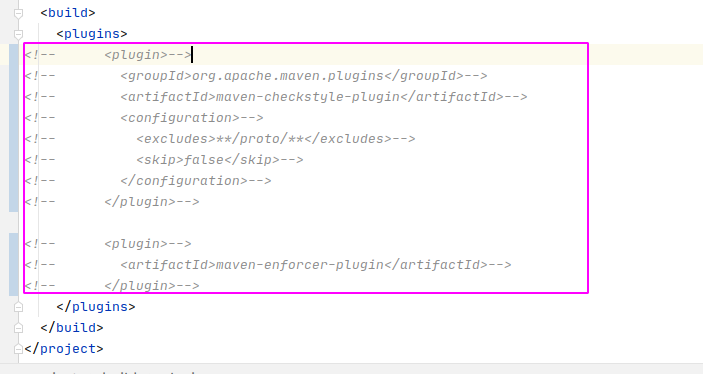 <build>
<plugins>
<!--      <plugin>-->
<!--        <groupId>org.apache.maven.plugins</groupId>-->
<!--        <artifactId>maven-checkstyle-plugin</artifactId>-->
<!--        <configuration>-->
<!--          <excludes>**/proto/**</excludes>-->
<!--          <skip>false</skip>-->
<!--        </configuration>-->
<!--      </plugin>-->
<!--      <plugin>-->
<!--        <artifactId>maven-enforcer-plugin</artifactId>-->
<!--      </plugin>-->
</plugins>
</build>
</project>